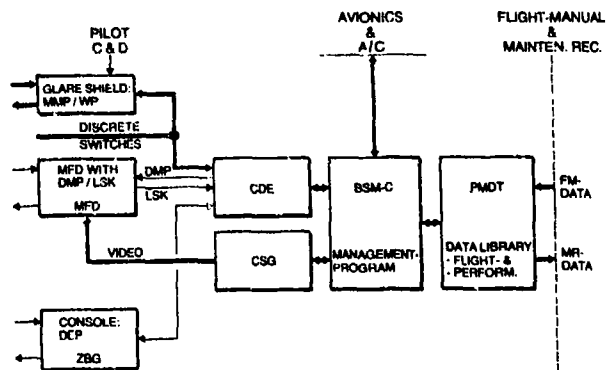 AVIONICS
&
A/C
FLIGHT-MANUAL
&
MAINTEN. REC.
PILOT
C & D
GLARE SHIELD:
MMP / WP
DISCRETE
SWITCHES
MFD WITH
DMP / LSK
MFD
DMP
LSK
CDE
BSM-C
PMDT
FM-
DATA
VIDEO
CSG
MANAGEMENT-
PROGRAM
DATA LIBRARY
- FLIGHT- &
- PERFORM.
MR-
DATA
CONSOLE:
DEP
ZBG